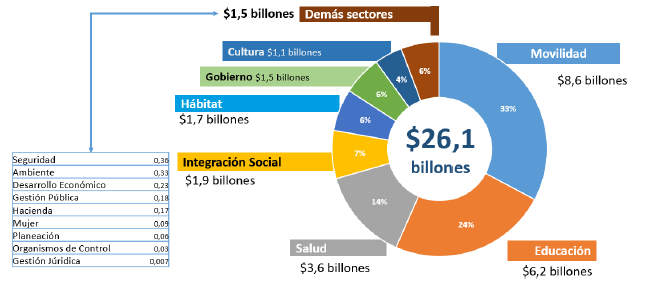 $1,5 billones Demás sectores
Cultura $1,1 billones
Gobierno $1,5 billones
Hábitat
$1,7 billones
Integración Social
$1,9 billones
Salud
$3,6 billones
Movilidad
$8,6 billones
Educación
$6,2 billones
33%
24%
14%
7%
6%
6%
4%
6%
$26,1
billones
Seguridad 0,36
Ambiente 0,33
Desarrollo Económico 0,23
Gestión Pública 0,18
Hacienda 0,17
Mujer 0,09
Planeación 0,06
Organismos de Control 0,03
Gestión Júridica 0,007